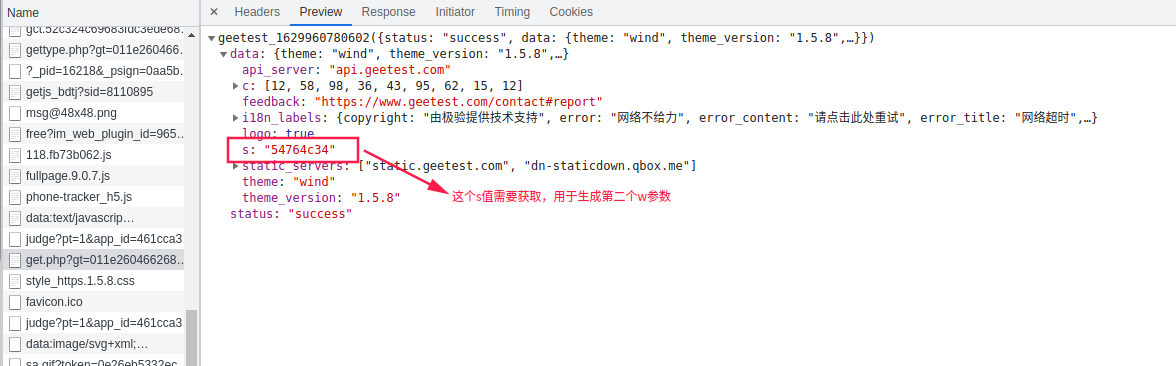 Name
× Headers Preview Response Initiator Timing Cookies
gct.52c324c69683fdc3ede68…
gettype.php?gt=011e260466…
?_pid=16218&_psign=0aa5b…
getjs_bdtj?sid=8110895
msg@48x48.png
free?im_web_plugin_id=965…
118.fb73b062.js
fullpage.9.0.7.js
phone-tracker_h5.js
data:text/javascrip…
judge?pt=1&app_id=461cca3
get.php?gt=011e260466268…
style_https.1.5.8.css
favicon.ico
judge?pt=1&app_id=461cca3
data:image/svg+xml;…
sa.gif?token=0e26eb5332ec
geetest_1629960780602({status: "success", data: {theme: "wind", theme_version: "1.5.8",…}})
data: {theme: "wind", theme_version: "1.5.8",…}
api_server: "api.geetest.com"
c: [12, 58, 98, 36, 43, 95, 62, 15, 12]
feedback: "https://www.geetest.com/contact#report"
i18n_labels: {copyright: "由极验提供技术支持", error: "网络不给力", error_content: "请点击此处重试", error_title: "网络超时",…}
logo: true
s: "54764c34"
static_servers: ["static.geetest.com", "dn-staticdown.qbox.me"]
theme: "wind"
theme_version: "1.5.8"
这个s值需要获取，用于生成第二个w参数
status: "success"